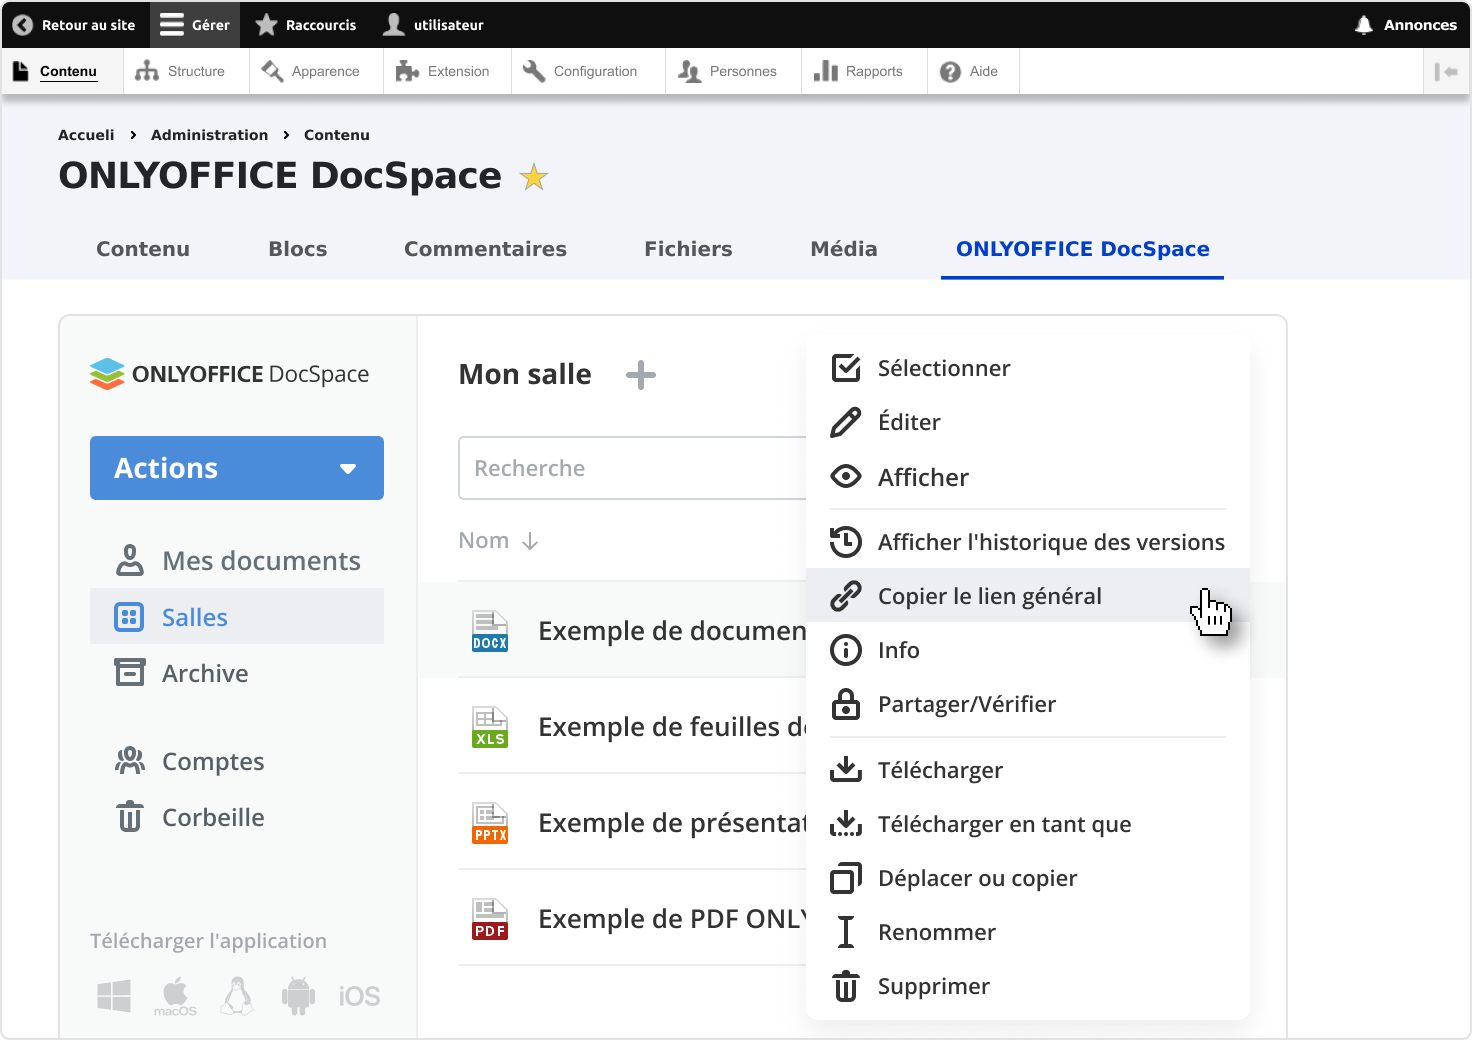 Retour au site Gérer Raccourcis utilisateur Annonces
Contenu Structure Apparence Extension Configuration Personnes Rapports Aide
Accueli › Administration › Contenu
ONLYOFFICE DocSpace
Contenu Blocs Commentaires Fichiers Média ONLYOFFICE DocSpace
ONLYOFFICE DocSpace
Actions
Mes documents
Salles
Archive
Comptes
Corbeille
Télécharger l'application
macOS iOS
Mon salle
Recherche
Nom
DOCX Exemple de documen
XLS Exemple de feuilles de
PPTX Exemple de présentat
PDF Exemple de PDF ONLY
Sélectionner
Éditer
Afficher
Afficher l'historique des versions
Copier le lien général
Info
Partager/Vérifier
Télécharger
Télécharger en tant que
Déplacer ou copier
Renommer
Supprimer